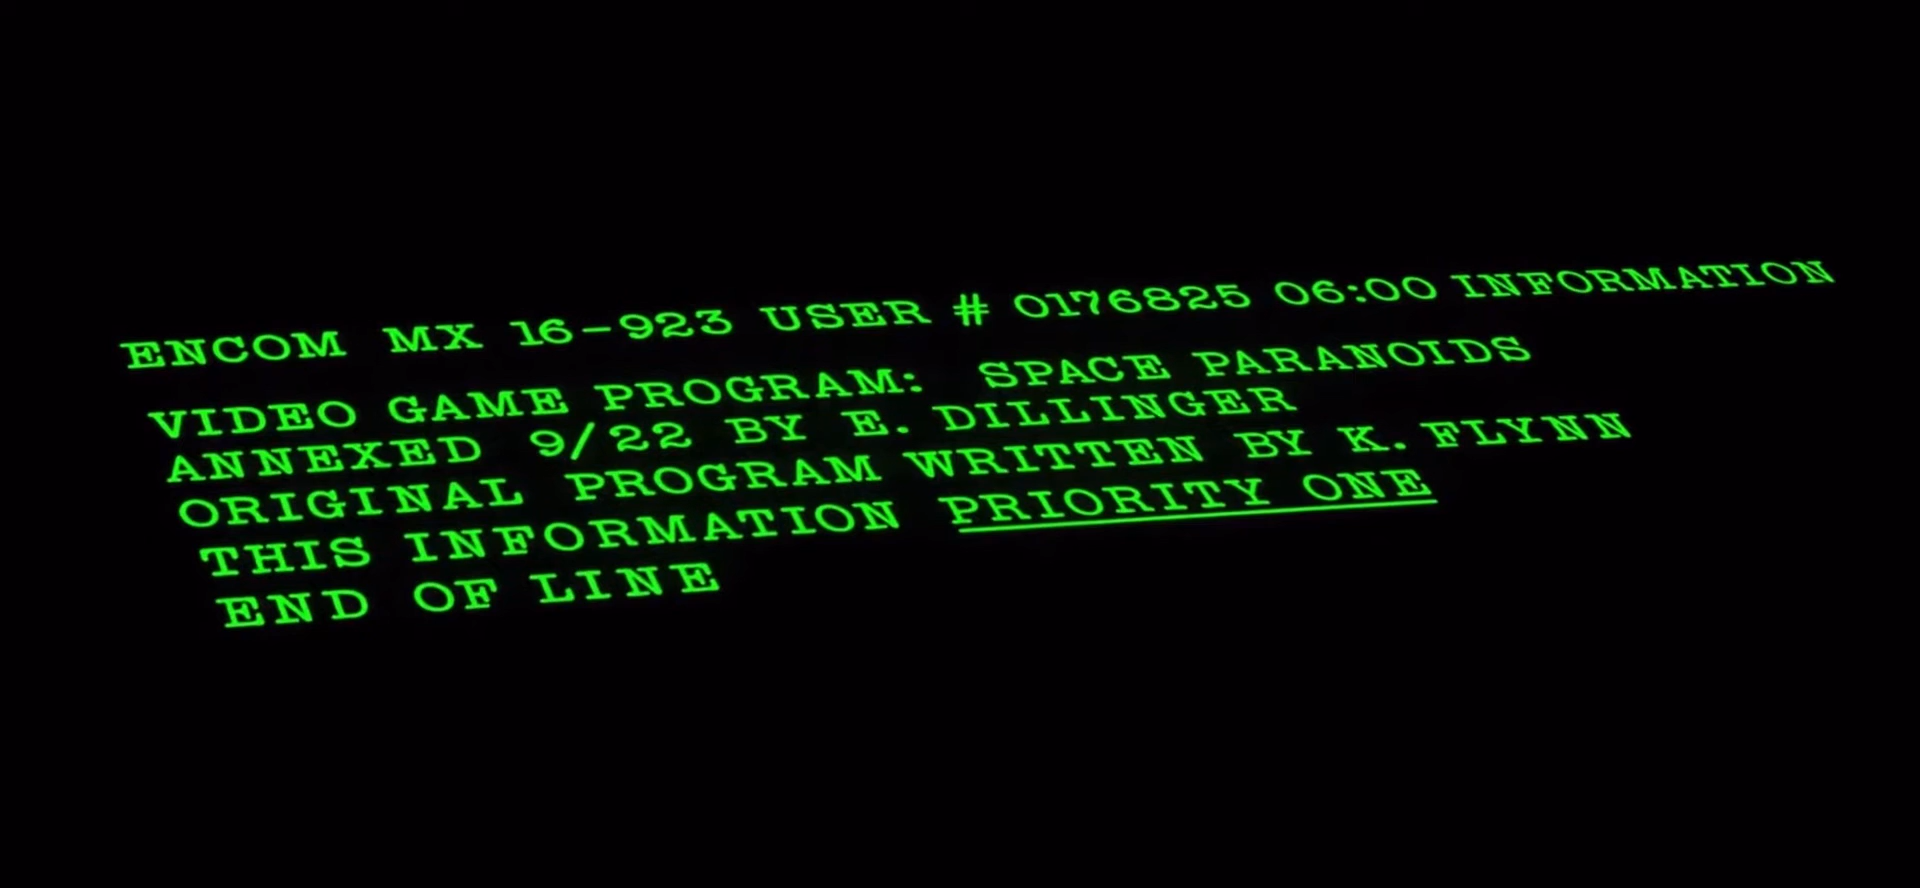 ENCOM MX 16-923 USER # 0176825 06:00 INFORMATION
VIDEO GAME PROGRAM: SPACE PARANOIDS
ANNEXED 9/22 BY E. DILLINGER
ORIGINAL PROGRAM WRITTEN BY K. FLYNN
THIS INFORMATION PRIORITY ONE
END OF LINE